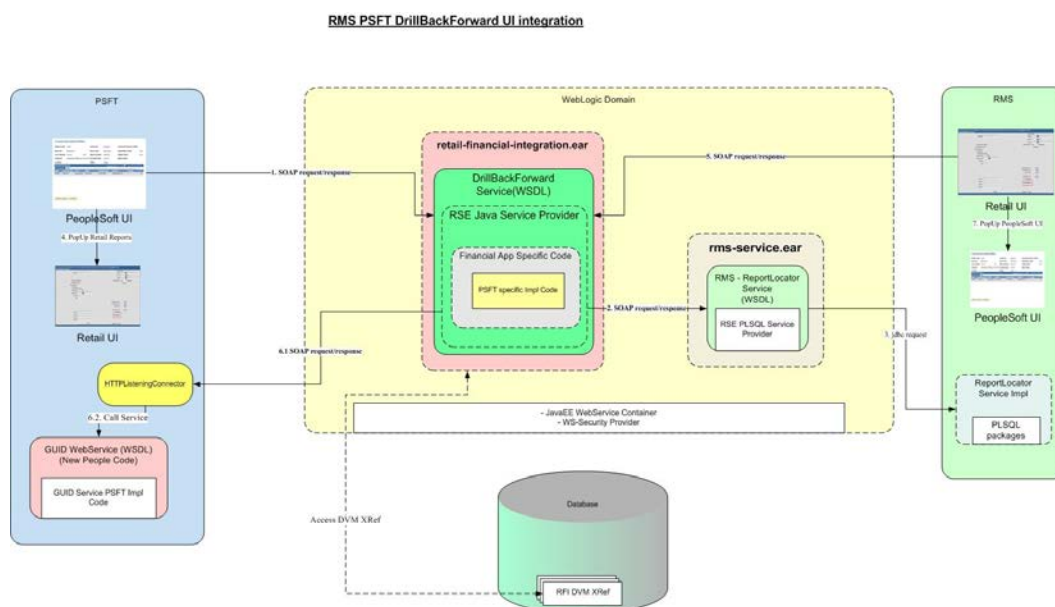 RMS PSFT DrillBackForward UI integration
PSFT
WebLogic Domain
RMS
retail-financial-integration.ear
DrillBackForward
Service(WSDL)
RSE Java Service Provider
Financial App Specific Code
PSFT specific Impl Code
1. SOAP request/response
5. SOAP request/response
PeopleSoft UI
4. PopUp Retail Reports
Retail UI
rms-service.ear
RMS - ReportLocator
Service
(WSDL)
RSE PLSQL Service
Provider
2. SOAP request/response
Retail UI
7. PopUp PeopleSoft UI
PeopleSoft UI
3. jdbc request
6.1 SOAP request/response
HTTPListeningConnector
6.2. Call Service
GUID WebService (WSDL)
(New People Code)
GUID Service PSFT Impl
Code
- JavaEE WebService Container
- WS-Security Provider
ReportLocator
Service Impl
PLSQL
packages
Access DVM XRef
Database
RFI DVM XRef